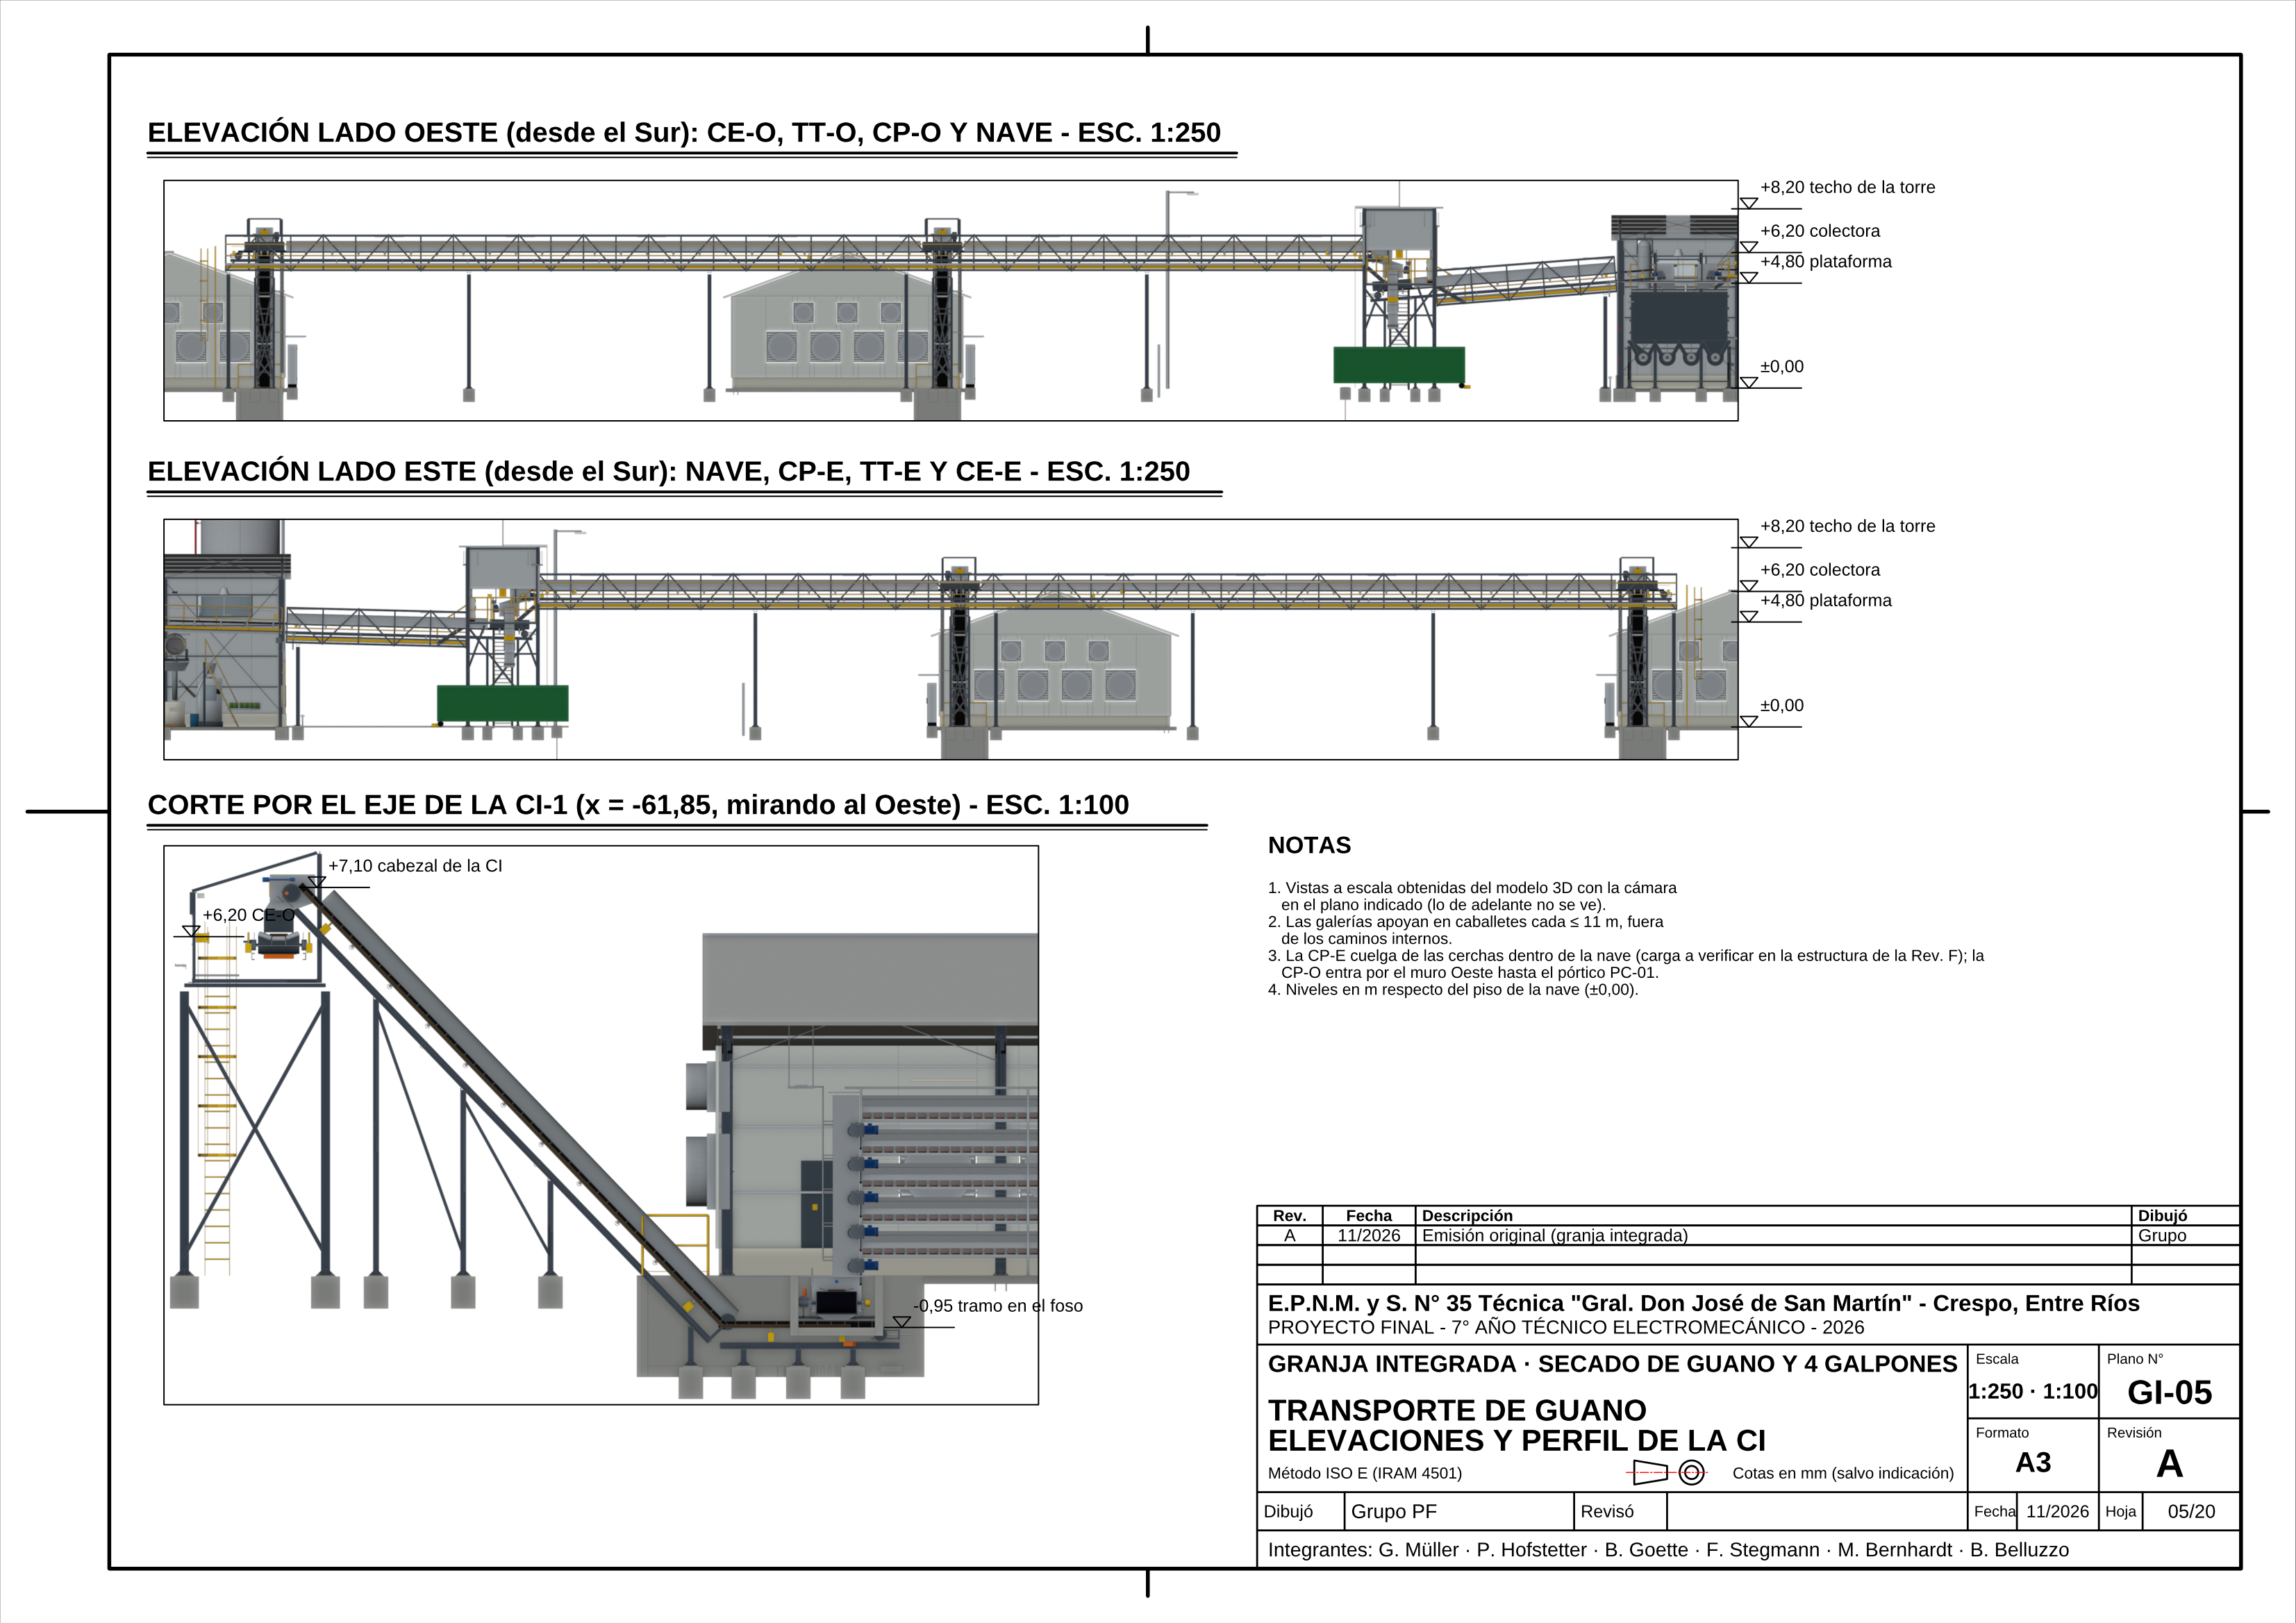 ELEVACIÓN LADO OESTE (desde el Sur): CE-O, TT-O, CP-O Y NAVE - ESC. 1:250
+8,20 techo de la torre
+6,20 colectora
+4,80 plataforma
±0,00
ELEVACIÓN LADO ESTE (desde el Sur): NAVE, CP-E, TT-E Y CE-E - ESC. 1:250
+8,20 techo de la torre
+6,20 colectora
+4,80 plataforma
±0,00
CORTE POR EL EJE DE LA CI-1 (x = -61,85, mirando al Oeste) - ESC. 1:100
+7,10 cabezal de la CI
+6,20 CE-O
-0,95 tramo en el foso
NOTAS
1. Vistas a escala obtenidas del modelo 3D con la cámara
en el plano indicado (lo de adelante no se ve).
2. Las galerías apoyan en caballetes cada ≤ 11 m, fuera
de los caminos internos.
3. La CP-E cuelga de las cerchas dentro de la nave (carga a verificar en la estructura de la Rev. F); la
CP-O entra por el muro Oeste hasta el pórtico PC-01.
4. Niveles en m respecto del piso de la nave (±0,00).
Rev. Fecha Descripción Dibujó
A 11/2026 Emisión original (granja integrada) Grupo
E.P.N.M. y S. N° 35 Técnica "Gral. Don José de San Martín" - Crespo, Entre Ríos
PROYECTO FINAL - 7° AÑO TÉCNICO ELECTROMECÁNICO - 2026
GRANJA INTEGRADA · SECADO DE GUANO Y 4 GALPONES
TRANSPORTE DE GUANO
ELEVACIONES Y PERFIL DE LA CI
Método ISO E (IRAM 4501) Cotas en mm (salvo indicación)
Escala
1:250 · 1:100
Plano N°
GI-05
Formato
A3
Revisión
A
Dibujó Grupo PF Revisó Fecha 11/2026 Hoja 05/20
Integrantes: G. Müller · P. Hofstetter · B. Goette · F. Stegmann · M. Bernhardt · B. Belluzzo